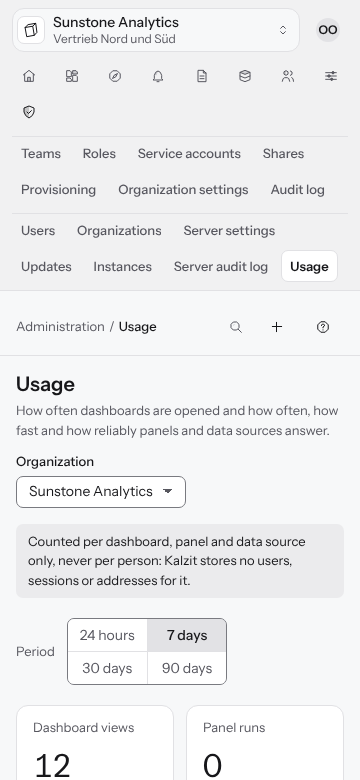 Sunstone Analytics
Vertrieb Nord und Süd
OO
Teams Roles Service accounts Shares
Provisioning Organization settings Audit log
Users Organizations Server settings
Updates Instances Server audit log Usage
Administration / Usage
Usage
How often dashboards are opened and how often, how
fast and how reliably panels and data sources answer.
Organization
Sunstone Analytics
Counted per dashboard, panel and data source
only, never per person: Kalzit stores no users,
sessions or addresses for it.
Period
24 hours 7 days
30 days 90 days
Dashboard views Panel runs
12 0